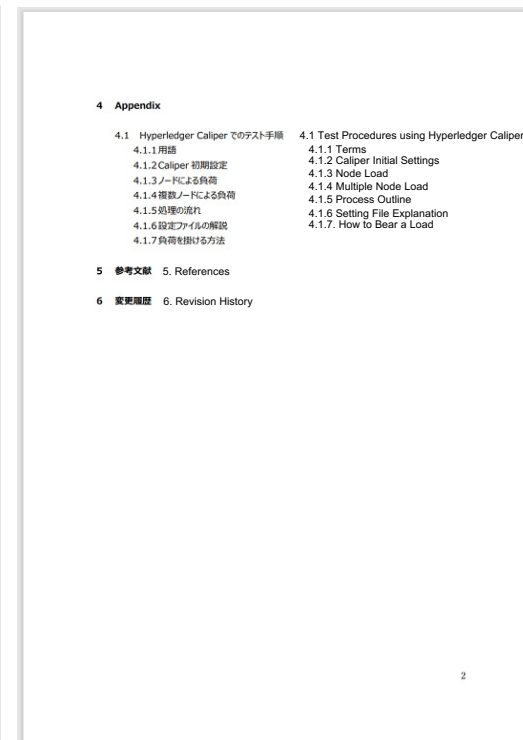 4 Appendix
4.1 Hyperledger Caliper でのテスト手順 4.1 Test Procedures using Hyperledger Caliper
4.1.1 用語 4.1.1 Terms
4.1.2 Caliper 初期設定 4.1.2 Caliper Initial Settings
4.1.3 ノードによる負荷 4.1.3 Node Load
4.1.4 複数ノードによる負荷 4.1.4 Multiple Node Load
4.1.5 処理の流れ 4.1.5 Process Outline
4.1.6 設定ファイルの解説 4.1.6 Setting File Explanation
4.1.7 負荷を掛ける方法 4.1.7. How to Bear a Load
5 参考文献 5. References
6 変更履歴 6. Revision History
2